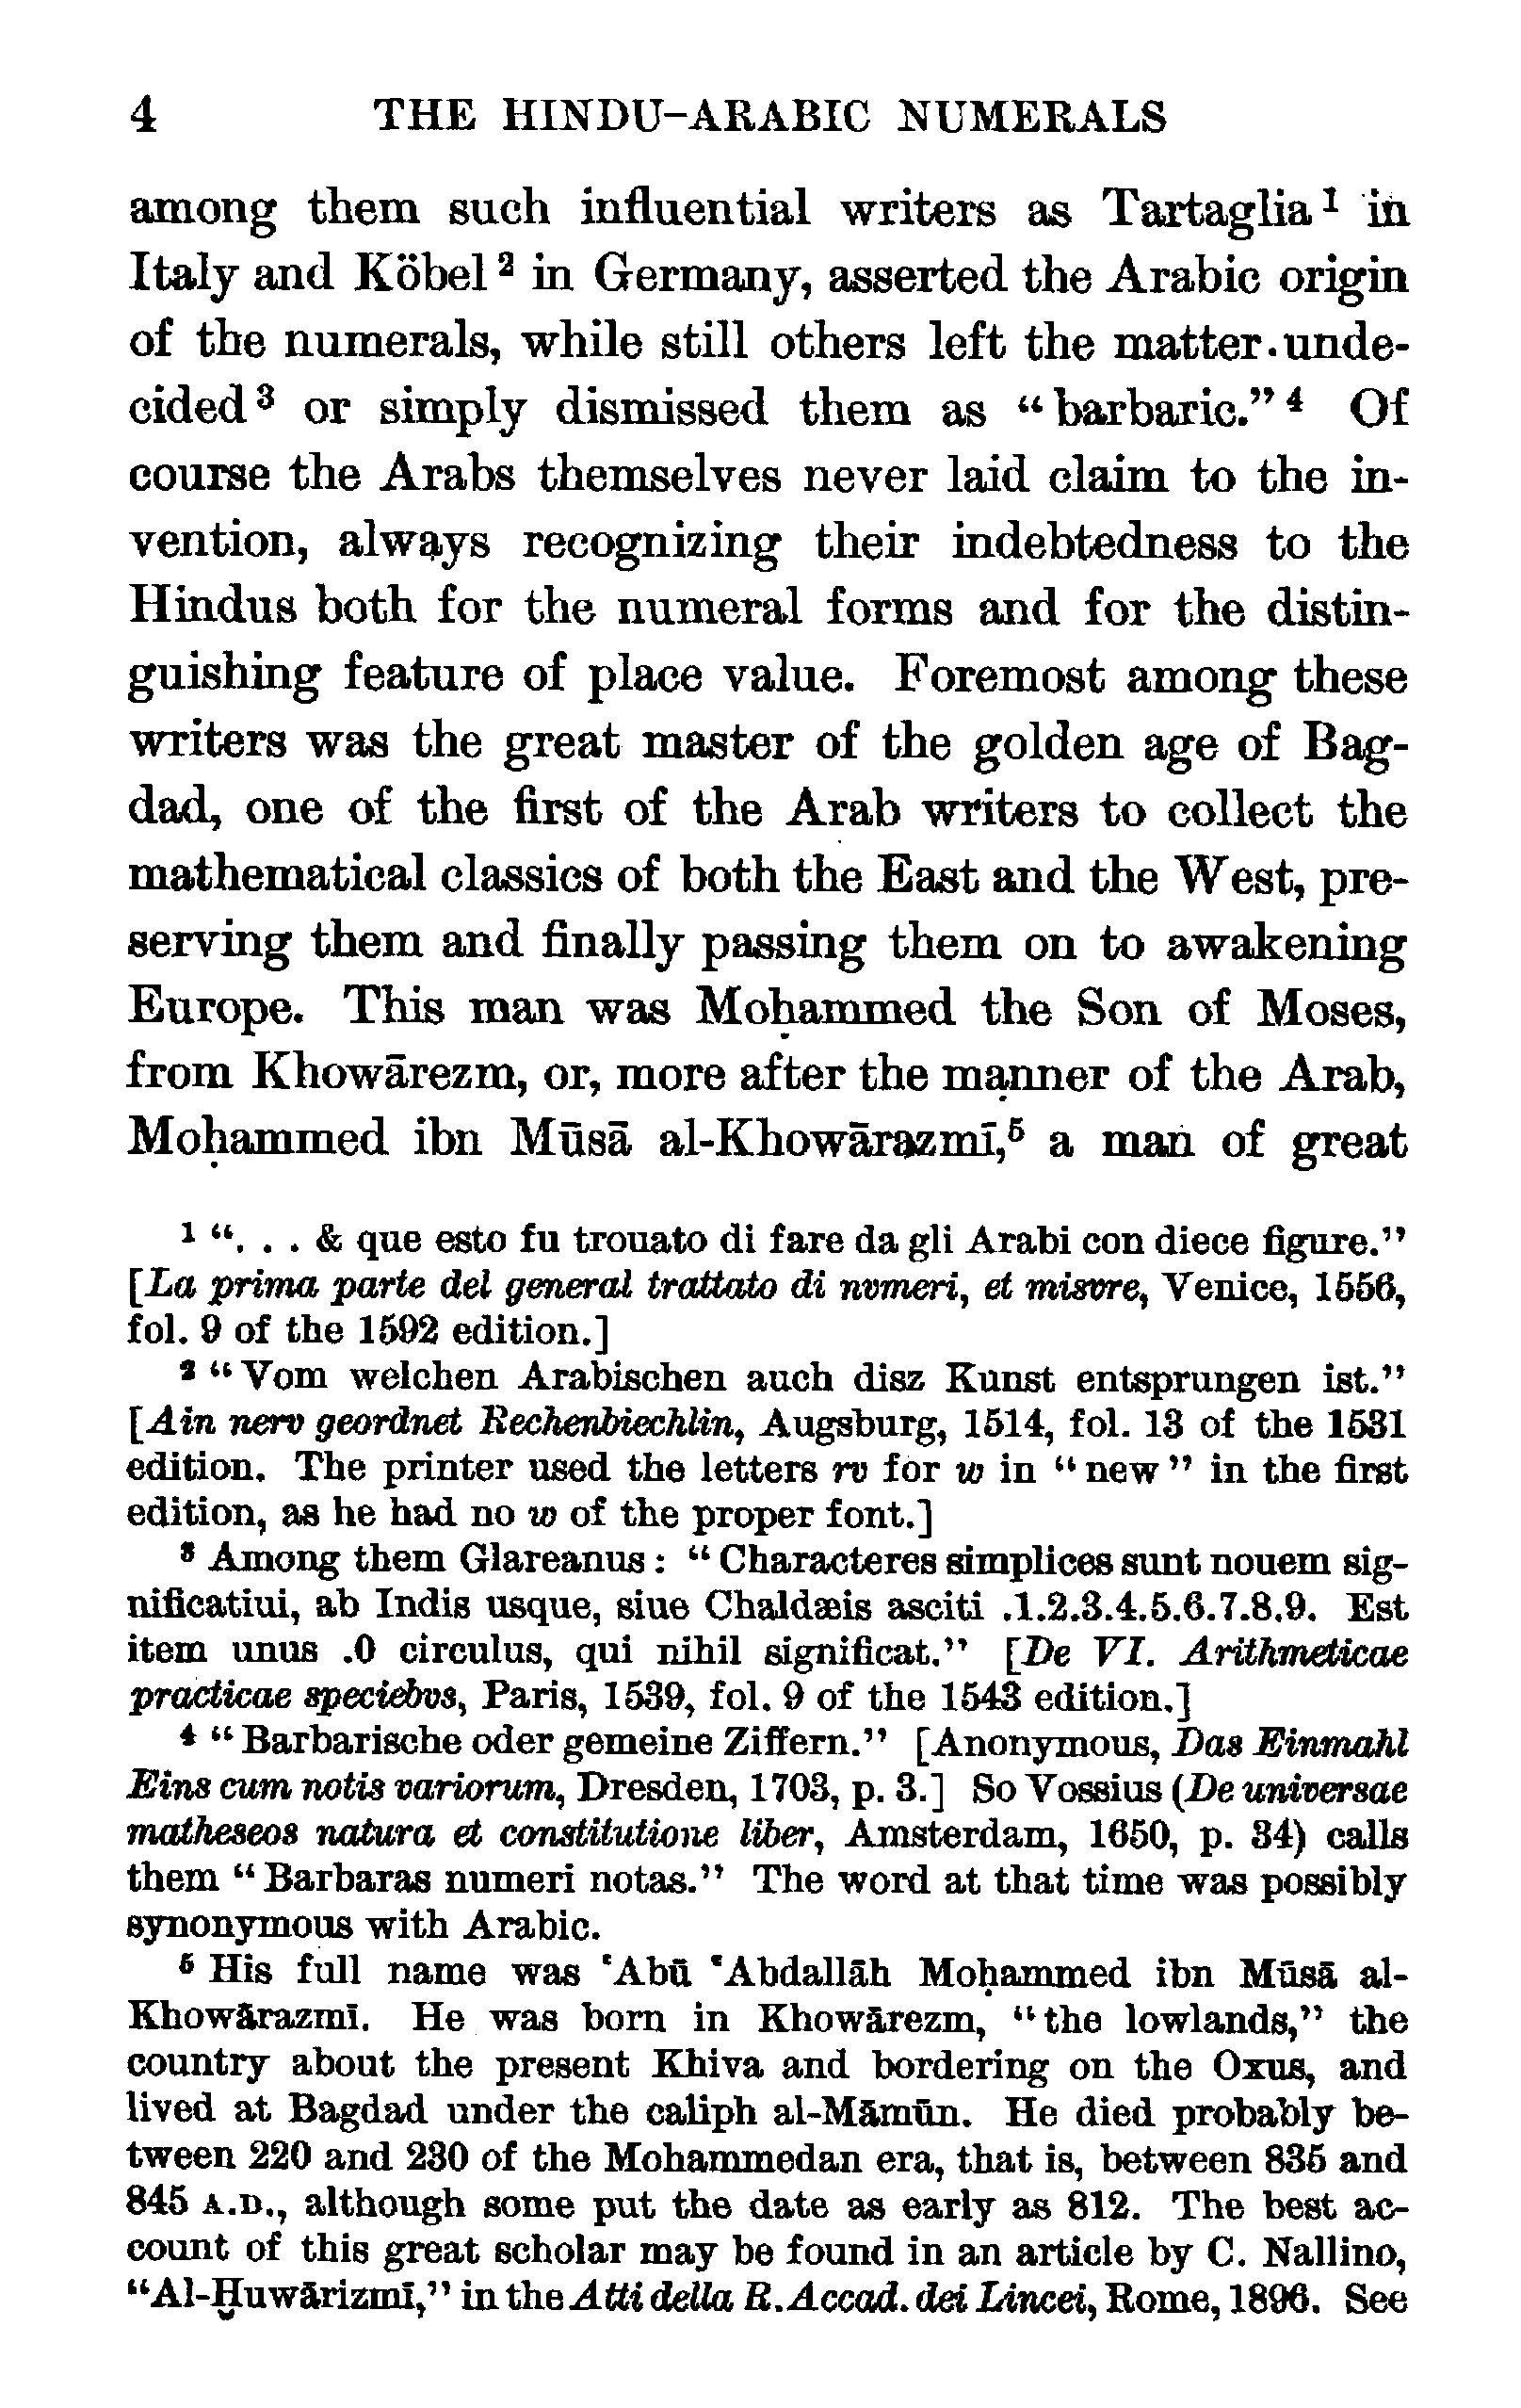 4 THE HINDU-ARABIC NUMERALS
among them such influential writers as Tartaglia¹ in
Italy and Köbel² in Germany, asserted the Arabic origin
of the numerals, while still others left the matter unde-
cided³ or simply dismissed them as “barbaric.”⁴ Of
course the Arabs themselves never laid claim to the in-
vention, always recognizing their indebtedness to the
Hindus both for the numeral forms and for the distin-
guishing feature of place value. Foremost among these
writers was the great master of the golden age of Bag-
dad, one of the first of the Arab writers to collect the
mathematical classics of both the East and the West, pre-
serving them and finally passing them on to awakening
Europe. This man was Moḥammed the Son of Moses,
from Khowārezm, or, more after the manner of the Arab,
Moḥammed ibn Mūsā al-Khowārazmī,⁵ a man of great
¹ “. . . & que esto fu trouato di fare da gli Arabi con diece figure.”
[La prima parte del general trattato di nvmeri, et misvre, Venice, 1556,
fol. 9 of the 1592 edition.]
² “Vom welchen Arabischen auch disz Kunst entsprungen ist.”
[Ain nerv geordnet Rechenbiechlin, Augsburg, 1514, fol. 13 of the 1531
edition. The printer used the letters rv for w in “new” in the first
edition, as he had no w of the proper font.]
³ Among them Glareanus: “Characteres simplices sunt nouem sig-
nificatiui, ab Indis usque, siue Chaldæis asciti .1.2.3.4.5.6.7.8.9. Est
item unus .0 circulus, qui nihil significat.” [De VI. Arithmeticae
practicae speciebvs, Paris, 1539, fol. 9 of the 1543 edition.]
⁴ “Barbarische oder gemeine Ziffern.” [Anonymous, Das Einmahl
Eins cum notis variorum, Dresden, 1703, p. 3.] So Vossius (De universae
matheseos natura et constitutione liber, Amsterdam, 1650, p. 34) calls
them “Barbaras numeri notas.” The word at that time was possibly
synonymous with Arabic.
⁵ His full name was ‘Abū ‘Abdallāh Moḥammed ibn Mūsā al-
Khowārazmī. He was born in Khowārezm, “the lowlands,” the
country about the present Khiva and bordering on the Oxus, and
lived at Bagdad under the caliph al-Māmūn. He died probably be-
tween 220 and 230 of the Mohammedan era, that is, between 835 and
845 A.D., although some put the date as early as 812. The best ac-
count of this great scholar may be found in an article by C. Nallino,
“Al-Ḫuwārizmī,” in the Atti della R. Accad. dei Lincei, Rome, 1896. See